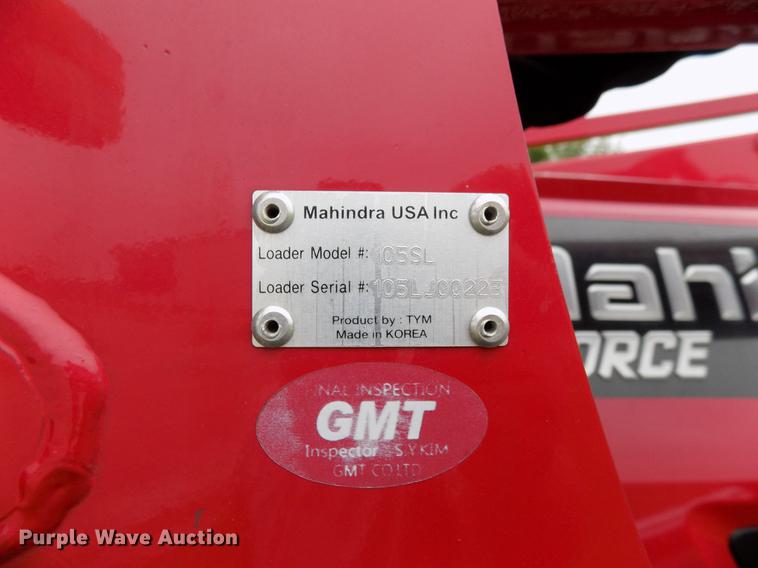 Mahindra USA Inc
Loader Model #: 105SL
Loader Serial #:
Product by : TYM
Made in KOREA
Mahi
ORCE
INAL INSPECTION
GMT
Inspector S.Y KIM
GMT CO LTD
Purple Wave Auction